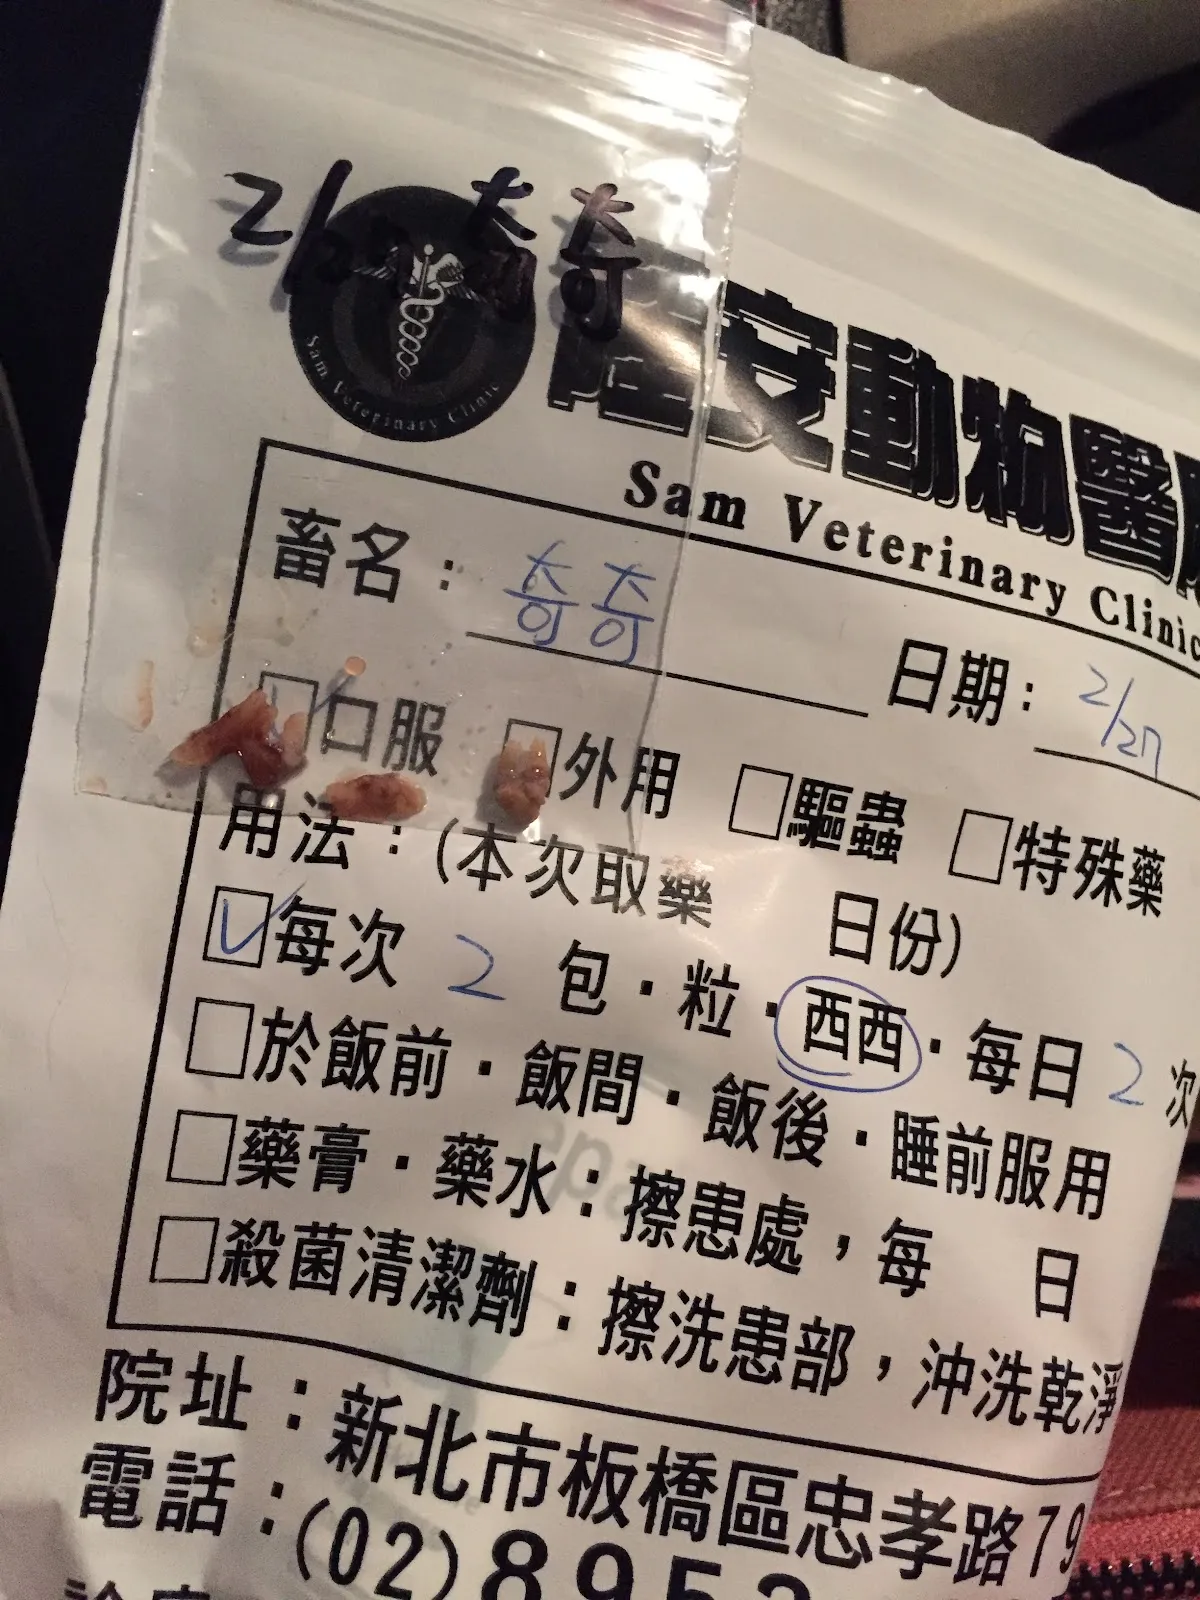 2/27 奇奇
Sam Veterinary Clinic
隆安動物醫
Sam Veterinary Clinic
畜名：奇奇
日期：2/27
□口服 □外用 □驅蟲 □特殊藥
用法：(本次取藥 日份)
☑每次 2 包·粒·西西·每日 2 次
□於飯前·飯間·飯後·睡前服用
□藥膏·藥水：擦患處，每 日
□殺菌清潔劑：擦洗患部，沖洗乾淨
院址：新北市板橋區忠孝路79
電話：(02)8952